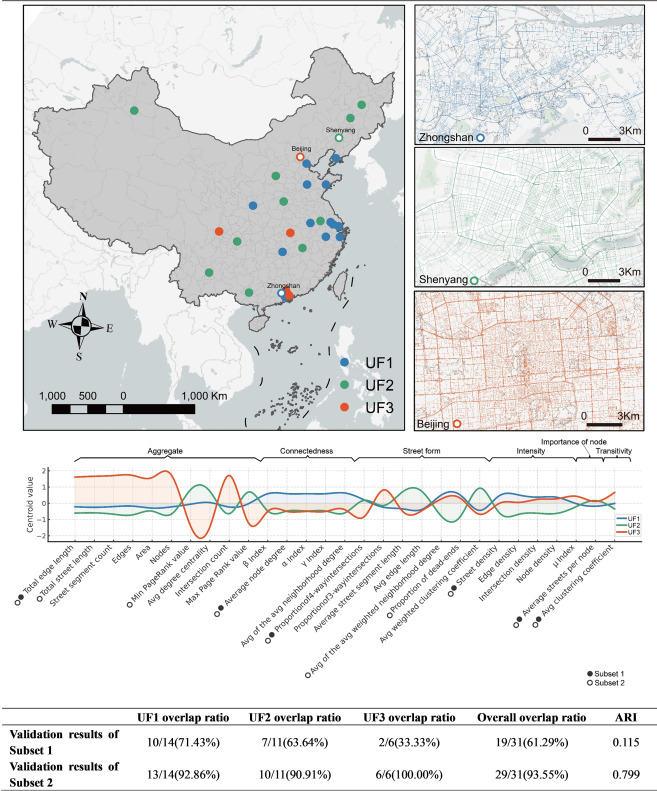 Shenyang
Beijing
Zhongshan
N
W E
S
1,000 500 0 1,000 Km
UF1
UF2
UF3
Zhongshan
0 3Km
Shenyang
0 3Km
Beijing
0 3Km
Importance of node
Aggregate Connectedness Street form Intensity Transitivity
Centroid value
2
1
0
−1
−2
UF1
UF2
UF3
Total edge length
Total street length
Street segment count
Edges
Area
Nodes
Min PageRank value
Avg degree centrality
Intersection count
Max Page Rank value
β index
Average node degree
α index
γ index
Avg of the avg neighborhood degree
Proportionof4-wayintersections
Proportionof3-wayintersections
Average street segment length
Avg edge length
Avg of the avg weighted neighborhood degree
Proportion of dead-ends
Avg weighted clustering coefficient
Street density
Edge density
Intersection density
Node density
μ index
Average streets per node
Avg clustering coefficient
Subset 1
Subset 2
UF1 overlap ratio UF2 overlap ratio UF3 overlap ratio Overall overlap ratio ARI
Validation results of
Subset 1 10/14(71.43%) 7/11(63.64%) 2/6(33.33%) 19/31(61.29%) 0.115
Validation results of
Subset 2 13/14(92.86%) 10/11(90.91%) 6/6(100.00%) 29/31(93.55%) 0.799